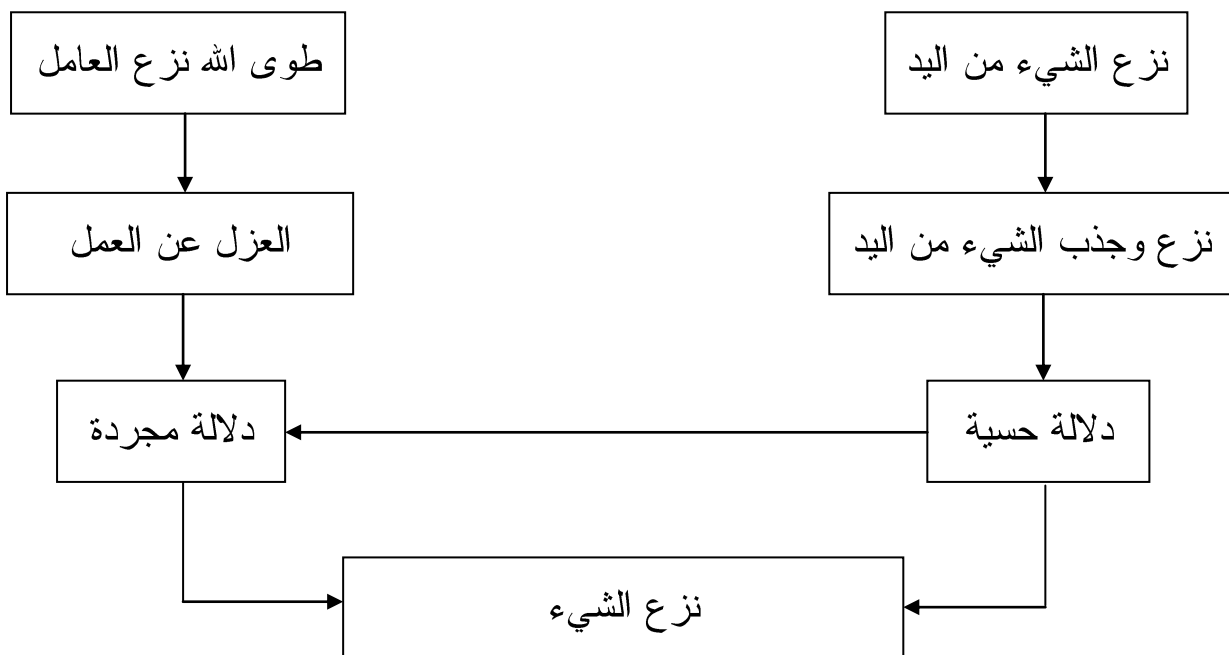 نزع الشيء من اليد
طوى الله نزع العامل
نزع وجذب الشيء من اليد
العزل عن العمل
دلالة حسية
دلالة مجردة
نزع الشيء